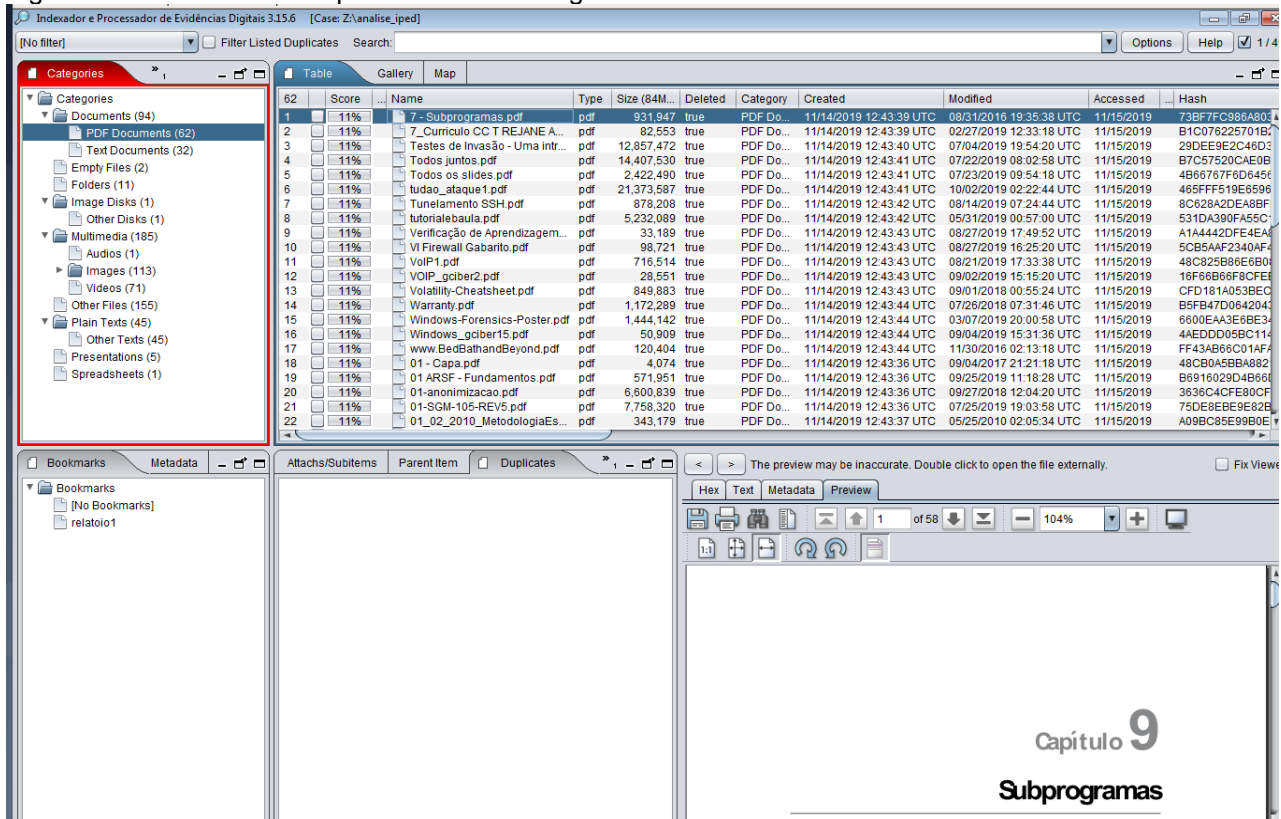 Indexador e Processador de Evidências Digitais 3.15.6 [Case: Z:\analise_iped]
[No filter] Filter Listed Duplicates Search: Options Help 1 / 4
Categories » 1
Categories
Documents (94)
PDF Documents (62)
Text Documents (32)
Empty Files (2)
Folders (11)
Image Disks (1)
Other Disks (1)
Multimedia (185)
Audios (1)
Images (113)
Videos (71)
Other Files (155)
Plain Texts (45)
Other Texts (45)
Presentations (5)
Spreadsheets (1)
Table Gallery Map
62 Score ... Name Type Size (84M... Deleted Category Created Modified Accessed ... Hash
1 11% 7 - Subprogramas.pdf pdf 931,947 true PDF Do... 11/14/2019 12:43:39 UTC 08/31/2016 19:35:38 UTC 11/15/2019 73BF7FC986A803
2 11% 7_Curriculo CC T REJANE A... pdf 82,553 true PDF Do... 11/14/2019 12:43:39 UTC 02/27/2019 12:33:18 UTC 11/15/2019 B1C076225701B
3 11% Testes de Invasão - Uma intr... pdf 12,857,472 true PDF Do... 11/14/2019 12:43:40 UTC 07/04/2019 19:54:20 UTC 11/15/2019 29DEE9E2C46D3
4 11% Todos juntos.pdf pdf 14,407,530 true PDF Do... 11/14/2019 12:43:41 UTC 07/22/2019 08:02:58 UTC 11/15/2019 B7C57520CAE0B
5 11% Todos os slides.pdf pdf 2,422,490 true PDF Do... 11/14/2019 12:43:41 UTC 07/23/2019 09:54:18 UTC 11/15/2019 4B66767F6D6456
6 11% tudao_ataque1.pdf pdf 21,373,587 true PDF Do... 11/14/2019 12:43:41 UTC 10/02/2019 02:22:44 UTC 11/15/2019 465FFF519E6596
7 11% Tunelamento SSH.pdf pdf 878,208 true PDF Do... 11/14/2019 12:43:42 UTC 08/14/2019 07:24:44 UTC 11/15/2019 8C628A2DEA8BF
8 11% tutorialebaula.pdf pdf 5,232,089 true PDF Do... 11/14/2019 12:43:42 UTC 05/31/2019 00:57:00 UTC 11/15/2019 531DA390FA55C
9 11% Verificação de Aprendizagem... pdf 33,189 true PDF Do... 11/14/2019 12:43:43 UTC 08/27/2019 17:49:52 UTC 11/15/2019 A1A4442DFE4EA
10 11% VI Firewall Gabarito.pdf pdf 98,721 true PDF Do... 11/14/2019 12:43:43 UTC 08/27/2019 16:25:20 UTC 11/15/2019 5CB5AAF2340AF
11 11% VoIP1.pdf pdf 716,514 true PDF Do... 11/14/2019 12:43:43 UTC 08/21/2019 17:33:38 UTC 11/15/2019 48C825B86E6B0
12 11% VOIP_gciber2.pdf pdf 28,551 true PDF Do... 11/14/2019 12:43:43 UTC 09/02/2019 15:15:20 UTC 11/15/2019 16F66B66F8CFE
13 11% Volatility-Cheatsheet.pdf pdf 849,883 true PDF Do... 11/14/2019 12:43:43 UTC 09/01/2018 00:55:24 UTC 11/15/2019 CFD181A053BEC
14 11% Warranty.pdf pdf 1,172,289 true PDF Do... 11/14/2019 12:43:44 UTC 07/26/2018 07:31:46 UTC 11/15/2019 B5FB47D064204
15 11% Windows-Forensics-Poster.pdf pdf 1,444,142 true PDF Do... 11/14/2019 12:43:44 UTC 03/07/2019 20:00:58 UTC 11/15/2019 6600EAA3E6BE3
16 11% Windows_gciber15.pdf pdf 50,909 true PDF Do... 11/14/2019 12:43:44 UTC 09/04/2019 15:31:36 UTC 11/15/2019 4AEDDD05BC114
17 11% www.BedBathandBeyond.pdf pdf 120,404 true PDF Do... 11/14/2019 12:43:44 UTC 11/30/2016 02:13:18 UTC 11/15/2019 FF43AB66C01AF
18 11% 01 - Capa.pdf pdf 4,074 true PDF Do... 11/14/2019 12:43:36 UTC 09/04/2017 21:21:18 UTC 11/15/2019 48CB0A5BBA882
19 11% 01 ARSF - Fundamentos.pdf pdf 571,951 true PDF Do... 11/14/2019 12:43:36 UTC 09/25/2019 11:18:28 UTC 11/15/2019 B6916029D4B66
20 11% 01-anonimizacao.pdf pdf 6,600,839 true PDF Do... 11/14/2019 12:43:36 UTC 09/27/2018 12:04:20 UTC 11/15/2019 3636C4CFE80CF
21 11% 01-SGM-105-REV5.pdf pdf 7,758,320 true PDF Do... 11/14/2019 12:43:36 UTC 07/25/2019 19:03:58 UTC 11/15/2019 75DE8EBE9E82B
22 11% 01_02_2010_MetodologiaEs... pdf 343,179 true PDF Do... 11/14/2019 12:43:37 UTC 05/25/2010 02:05:34 UTC 11/15/2019 A09BC85E99B0E
Bookmarks Metadata
Bookmarks
[No Bookmarks]
relatoio1
Attachs/Subitems Parent Item Duplicates » 1
< > The preview may be inaccurate. Double click to open the file externally. Fix Viewe
Hex Text Metadata Preview
1 of 58 104%
1:1
Capítulo 9
Subprogramas